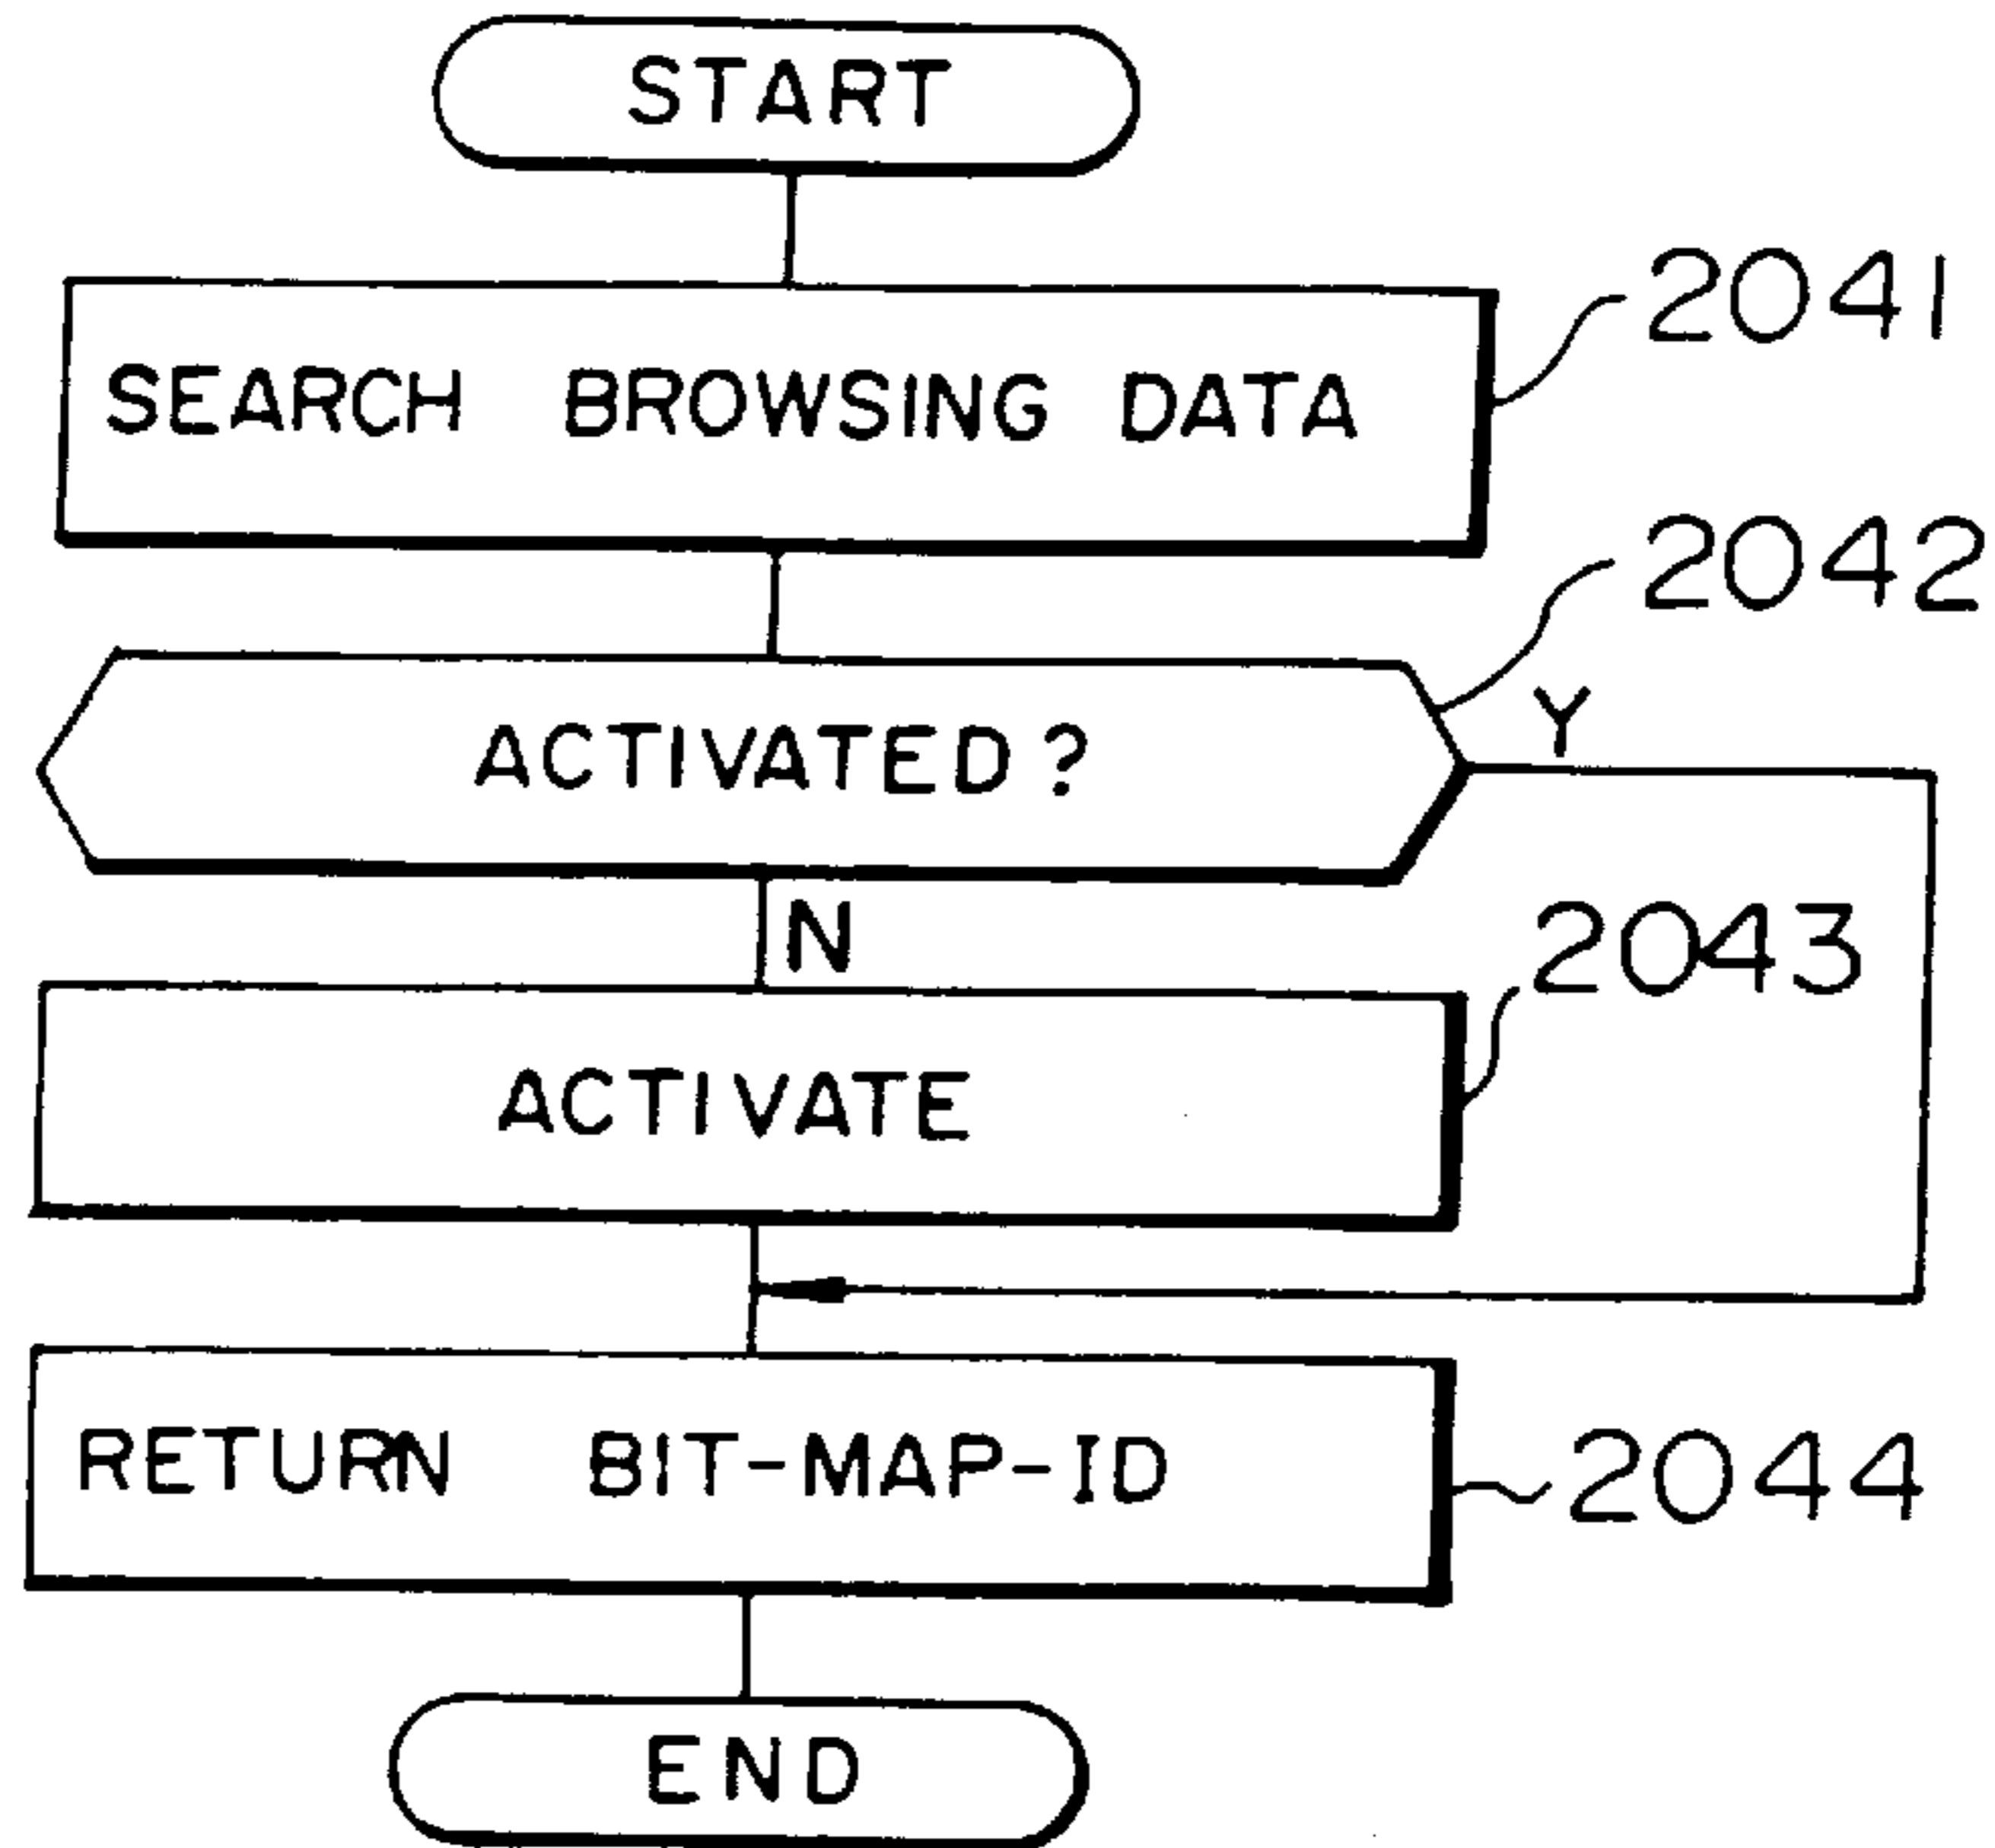 START
SEARCH BROWSING DATA
2041
2042
ACTIVATED?
Y
N
2043
ACTIVATE
RETURN BIT-MAP-ID
2044
END